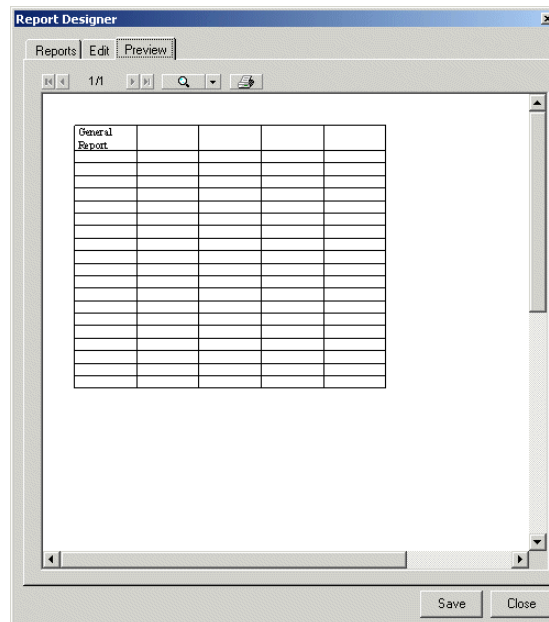 Report Designer
Reports Edit Preview
1/1
General
Report
Save Close